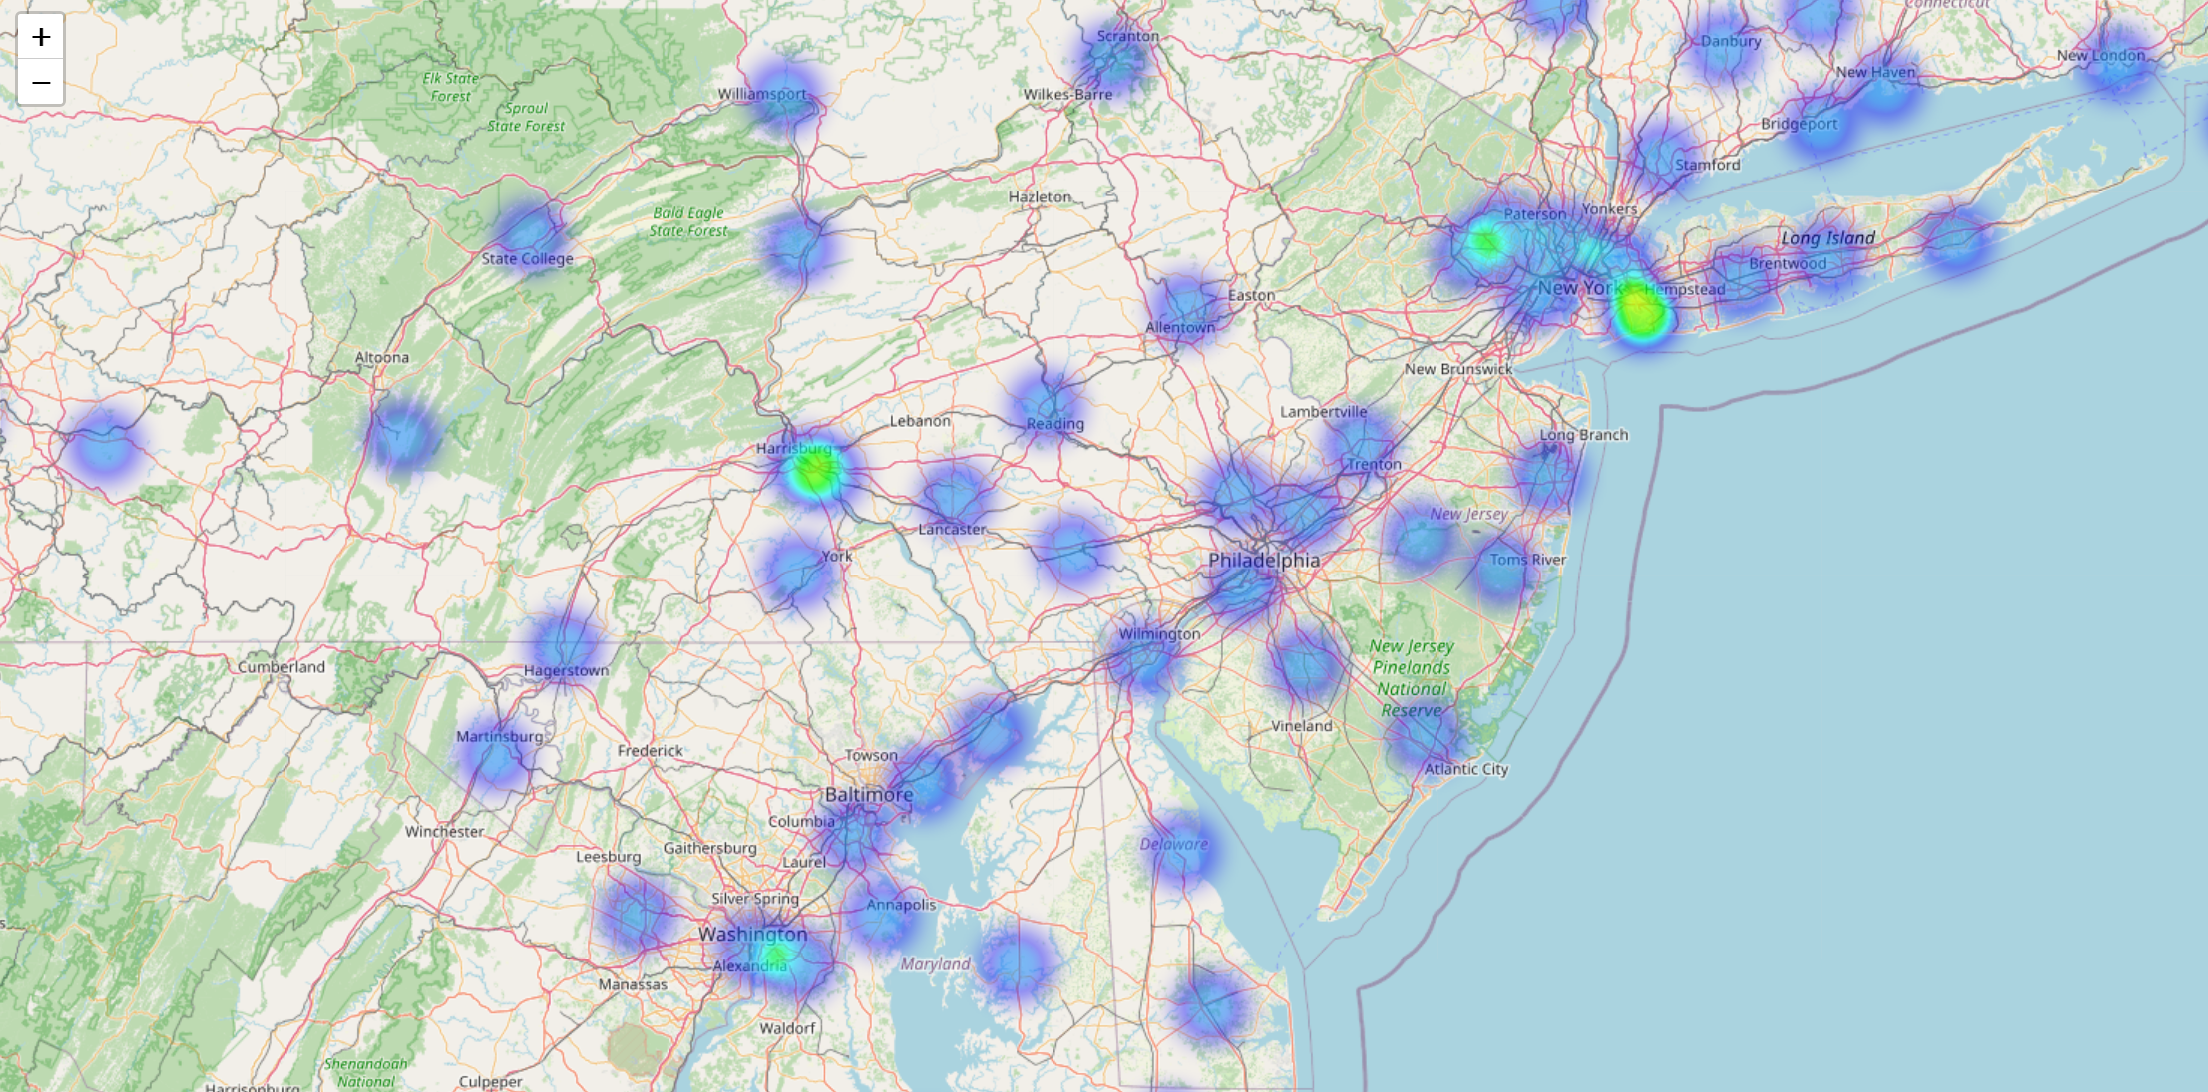 +
−
Connecticut
Scranton
Danbury
New London
Elk State
Forest
Williamsport
Wilkes-Barre
New Haven
Sproul
State Forest
Bridgeport
Stamford
Hazleton
Bald Eagle
State Forest
Paterson
Yonkers
Long Island
State College
Brentwood
Easton
New York
Hempstead
Allentown
Altoona
New Brunswick
Lebanon
Lambertville
Reading
Long Branch
Harrisburg
Trenton
Lancaster
New Jersey
York
Philadelphia
Toms River
Wilmington
Cumberland
Hagerstown
New Jersey
Pinelands
National
Reserve
Martinsburg
Frederick
Towson
Vineland
Atlantic City
Baltimore
Columbia
Winchester
Gaithersburg
Delaware
Leesburg
Laurel
Silver Spring
Annapolis
Washington
Alexandria
Maryland
Manassas
Waldorf
Shenandoah
National
Culpeper
Harrisonburg